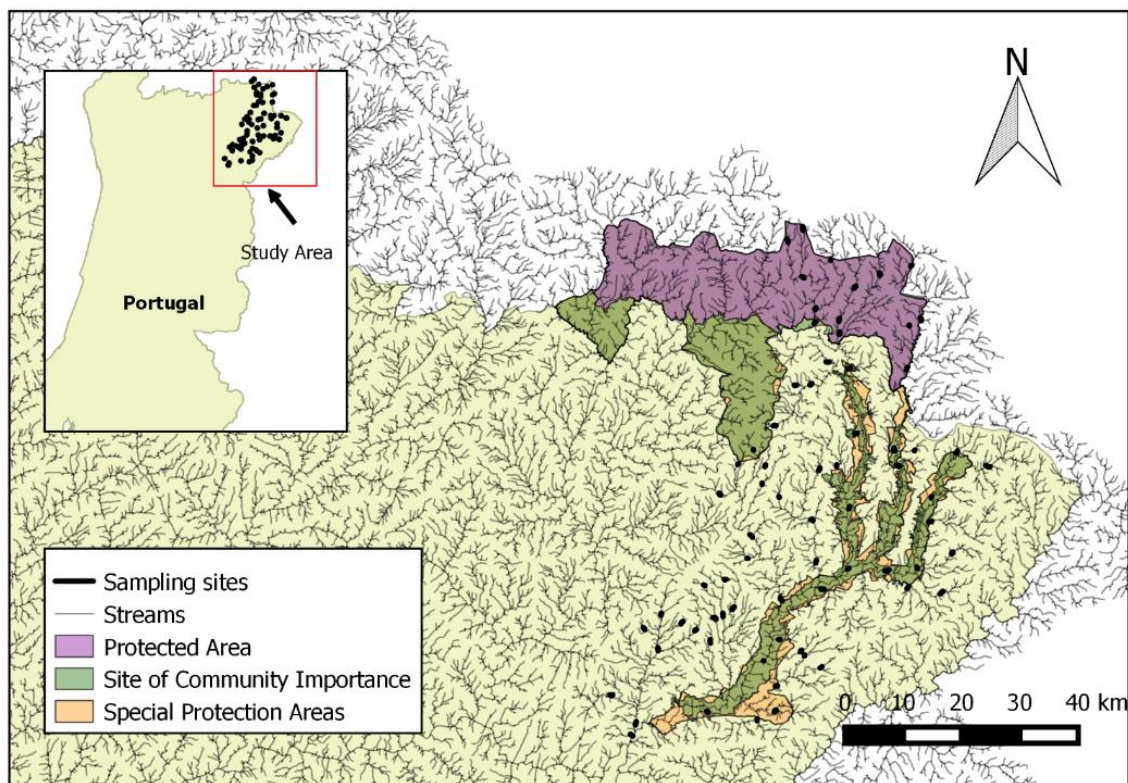 N
Study Area
Portugal
Sampling sites
Streams
Protected Area
Site of Community Importance
Special Protection Areas
0 10 20 30 40 km